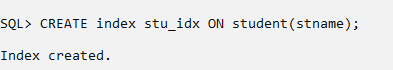 SQL> CREATE index stu_idx ON student(stname);
Index created.